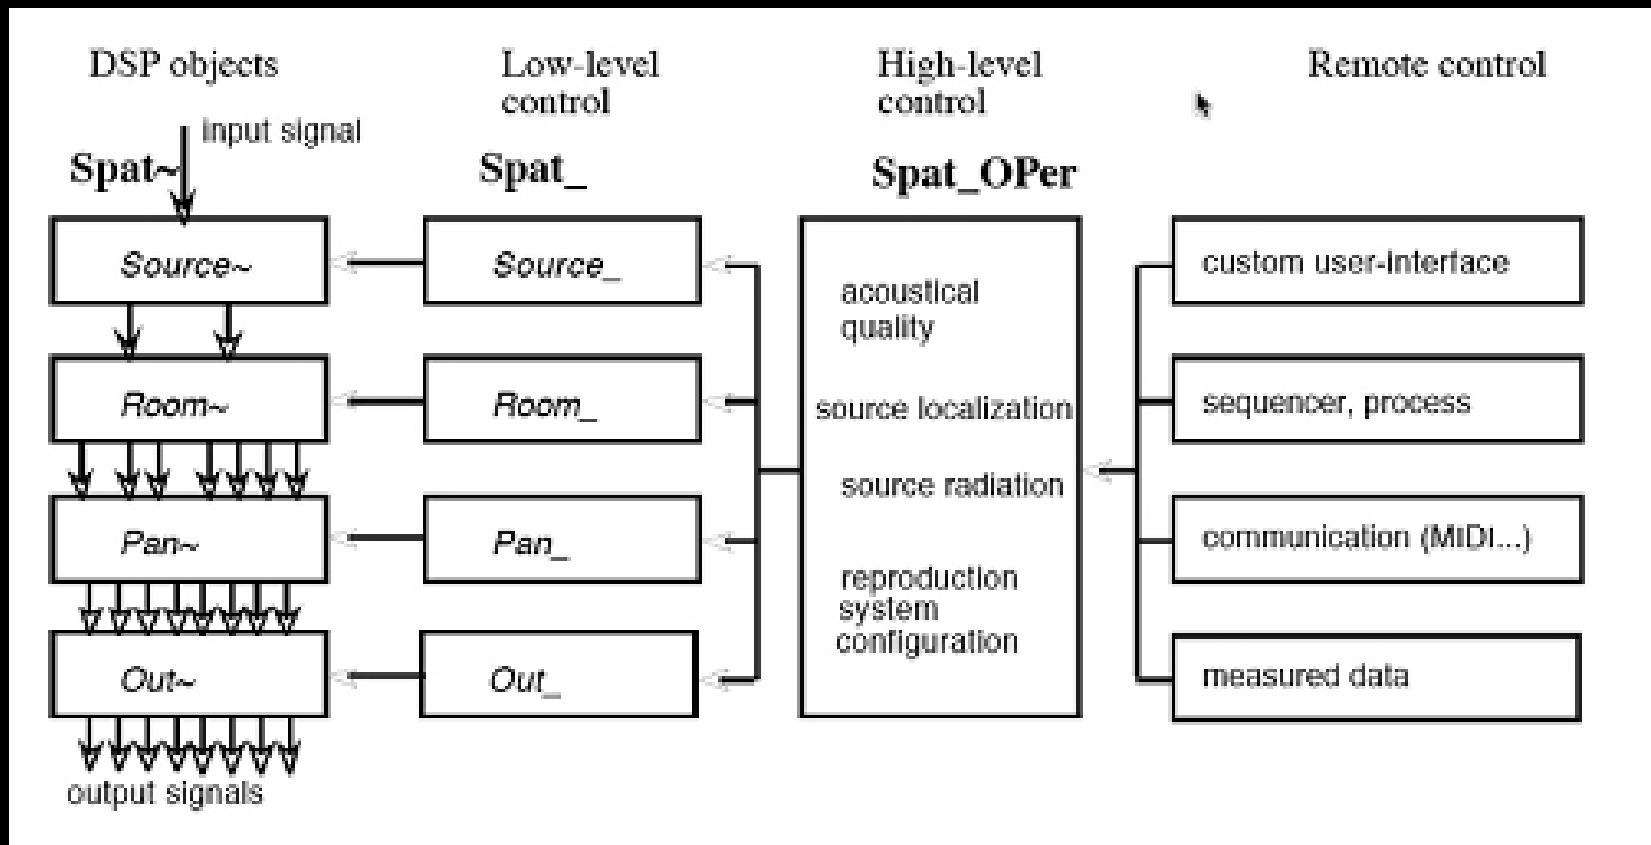 DSP objects
Low-level
control
High-level
control
Remote control
input signal
Spat~
Spat_
Spat_OPer
Source~
Source_
acoustical
quality
custom user-interface
Room~
Room_
source localization
sequencer, process
Pan~
Pan_
source radiation
communication (MIDI...)
reproduction
system
configuration
Out~
Out_
measured data
output signals